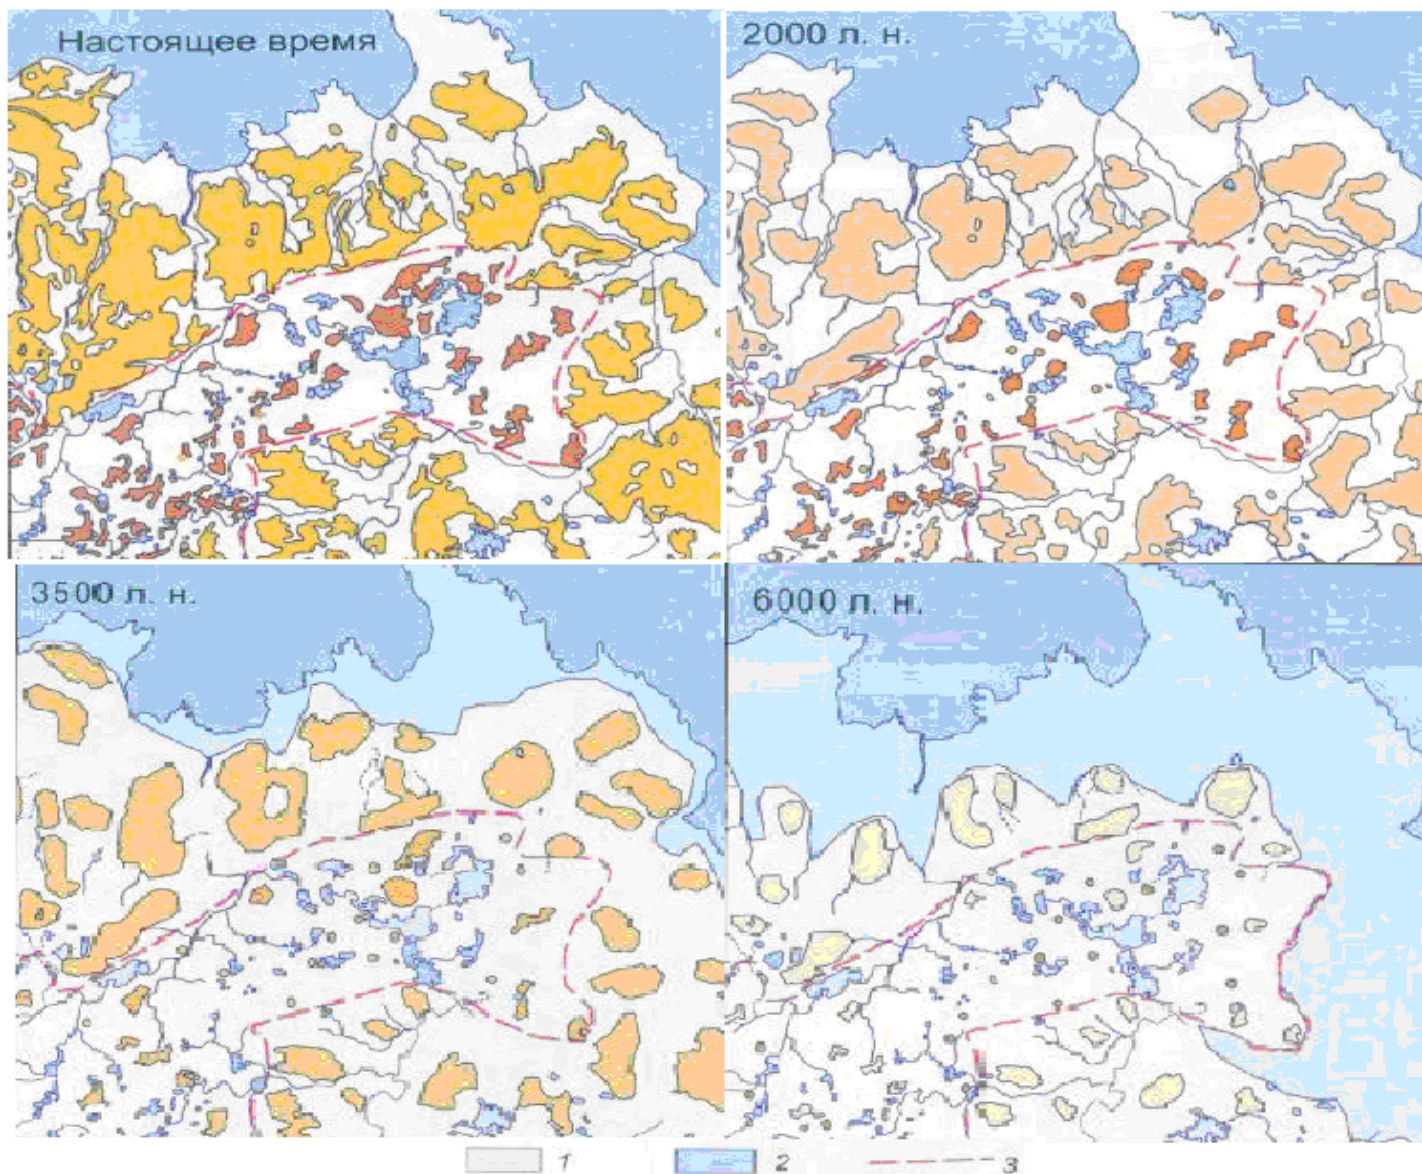 Настоящее время
2000 л. н.
3500 л. н.
6000 л. н.
1 2 3